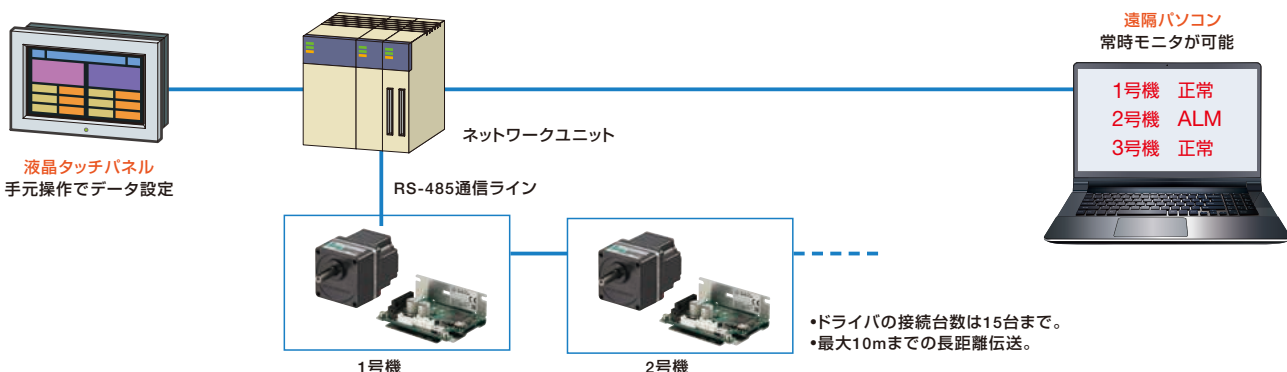 遠隔パソコン
常時モニタが可能
1号機 正常
2号機 ALM
3号機 正常
ネットワークユニット
液晶タッチパネル
手元操作でデータ設定
RS-485通信ライン
•ドライバの接続台数は15台まで。
•最大10mまでの長距離伝送。
1号機
2号機